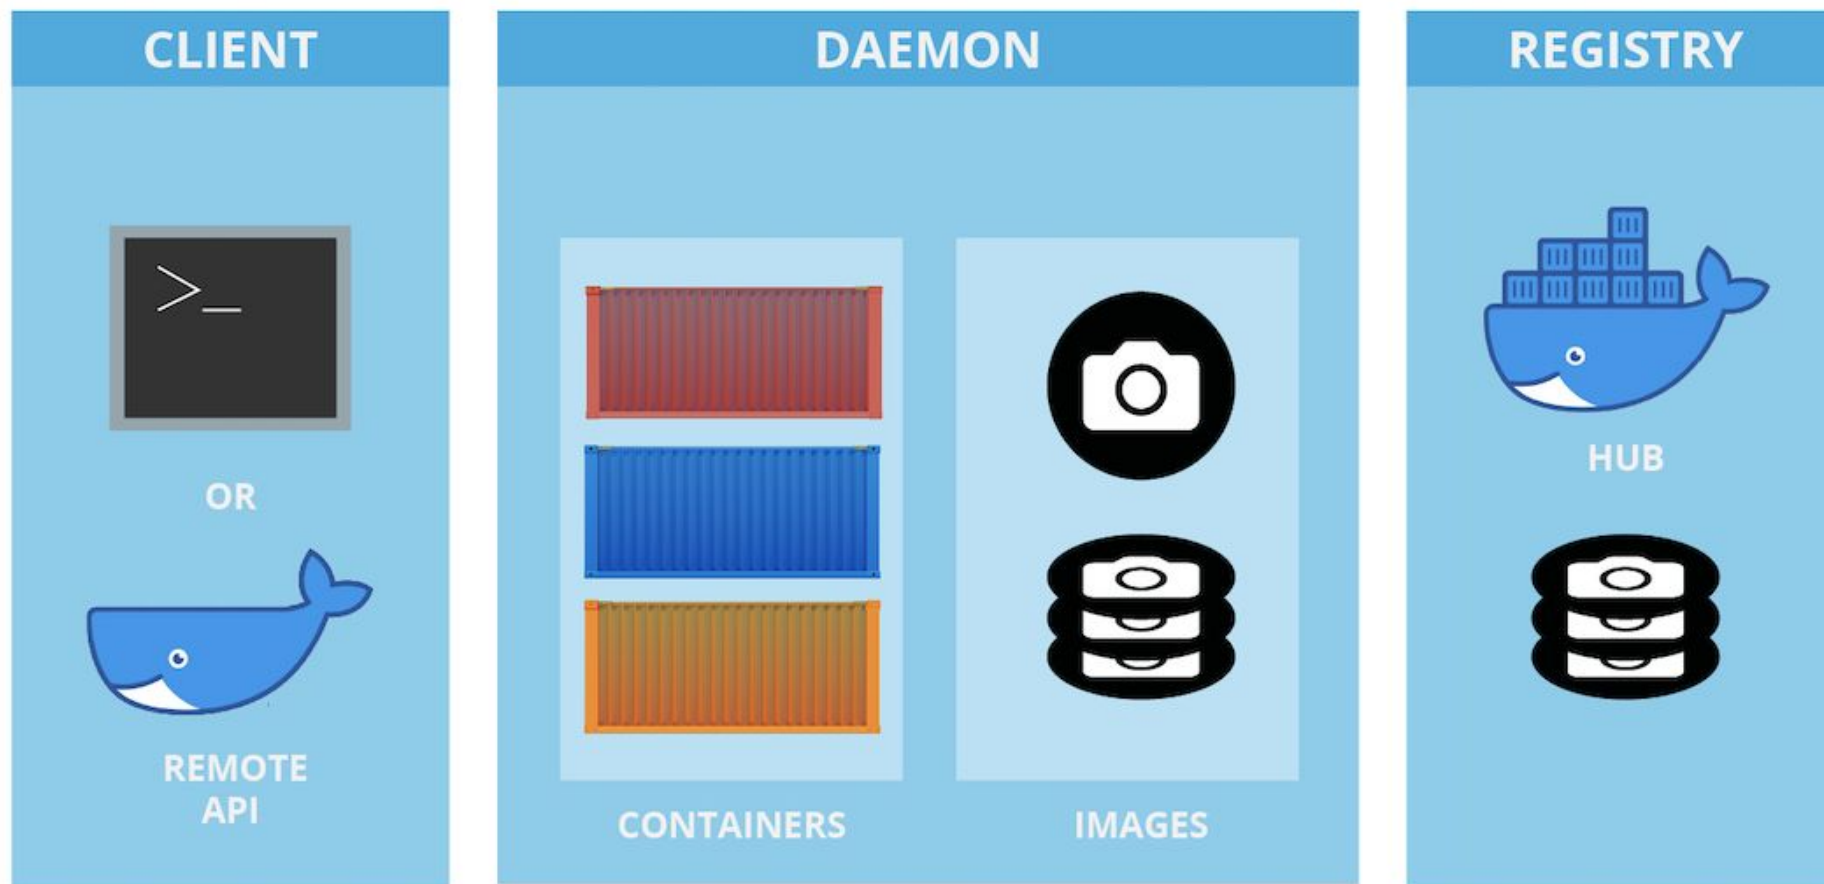 CLIENT
>_
OR
REMOTE
API
DAEMON
CONTAINERS
IMAGES
REGISTRY
HUB